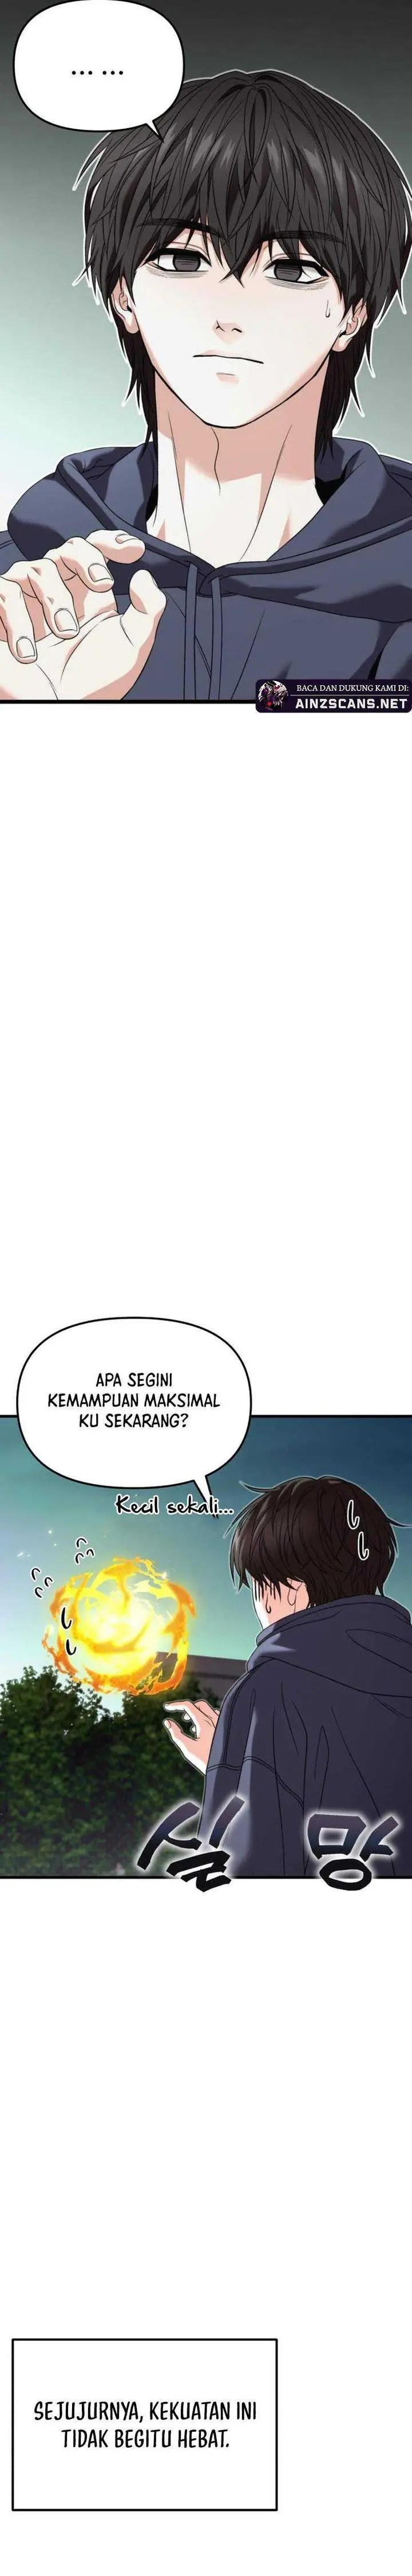 ... ...
BACA DAN DUKUNG KAMI DI:
AINZSCANS.NET
APA SEGINI
KEMAMPUAN MAKSIMAL
KU SEKARANG?
Kecil sekali...
실망
SEJUJURNYA, KEKUATAN INI
TIDAK BEGITU HEBAT.